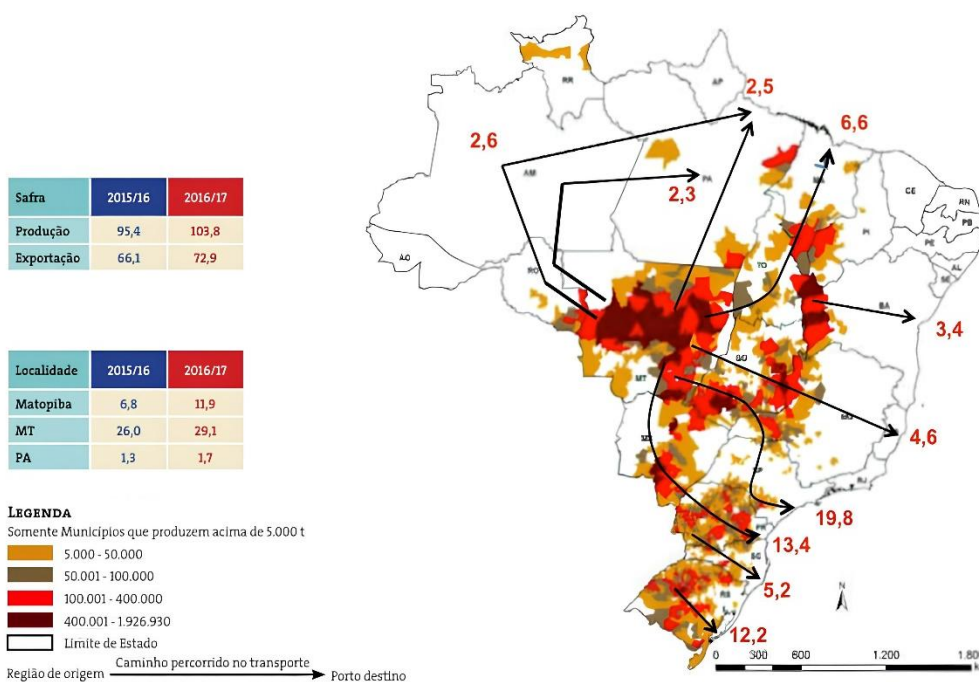 Safra 2015/16 2016/17
Produção 95,4 103,8
Exportação 66,1 72,9
Localidade 2015/16 2016/17
Matopiba 6,8 11,9
MT 26,0 29,1
PA 1,3 1,7
LEGENDA
Somente Municípios que produzem acima de 5.000 t
5.000 - 50.000
50.001 - 100.000
100.001 - 400.000
400.001 - 1.926.930
Limite de Estado
Região de origem Caminho percorrido no transporte Porto destino
RR
AP
2,5
6,6
2,6
AM
PA
2,3
MA
CE
RN
PB
PI
PE
AL
SE
AC
RO
TO
BA
3,4
MT
GO
MG
4,6
MS
SP
RJ
19,8
PR
13,4
SC
5,2
RS
12,2
N
0 300 600 1.200 1.80
k